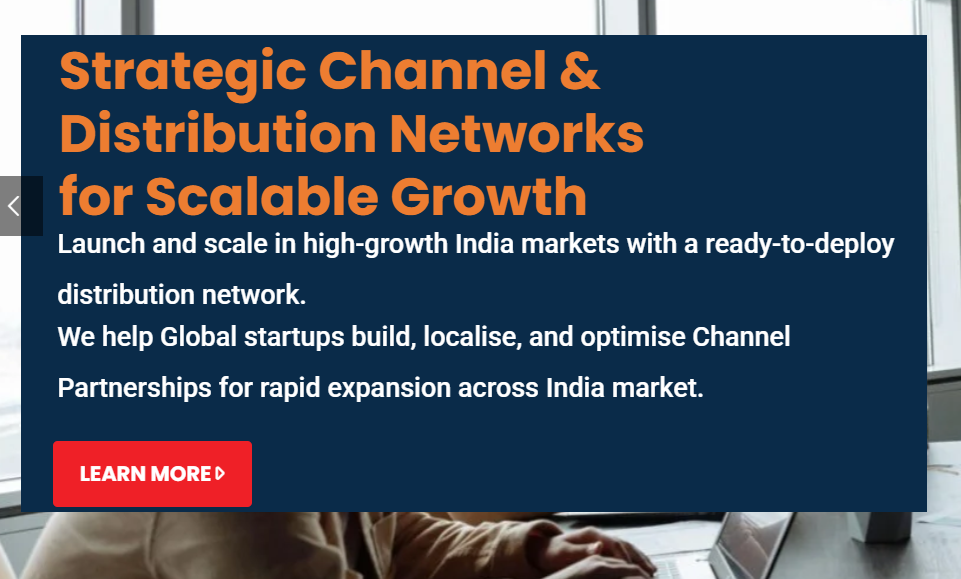 Strategic Channel &
Distribution Networks
for Scalable Growth
Launch and scale in high-growth India markets with a ready-to-deploy
distribution network.
We help Global startups build, localise, and optimise Channel
Partnerships for rapid expansion across India market.
LEARN MORE